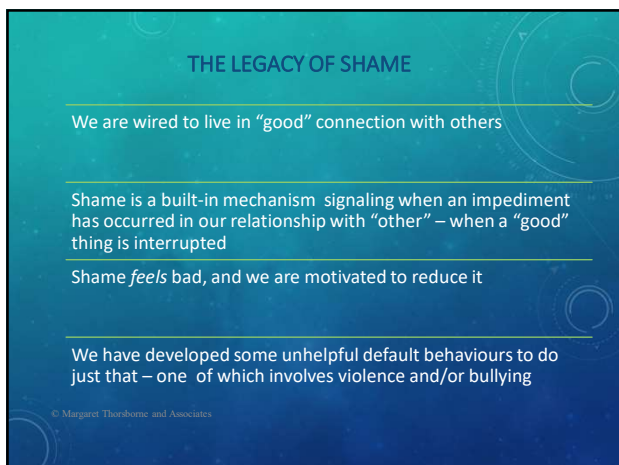 THE LEGACY OF SHAME
We are wired to live in “good” connection with others
Shame is a built-in mechanism signaling when an impediment
has occurred in our relationship with “other” – when a “good”
thing is interrupted
Shame feels bad, and we are motivated to reduce it
We have developed some unhelpful default behaviours to do
just that – one of which involves violence and/or bullying
© Margaret Thorsborne and Associates